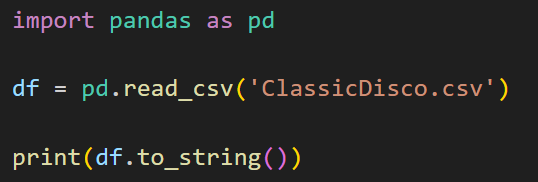 import pandas as pd
df = pd.read_csv('ClassicDisco.csv')
print(df.to_string())